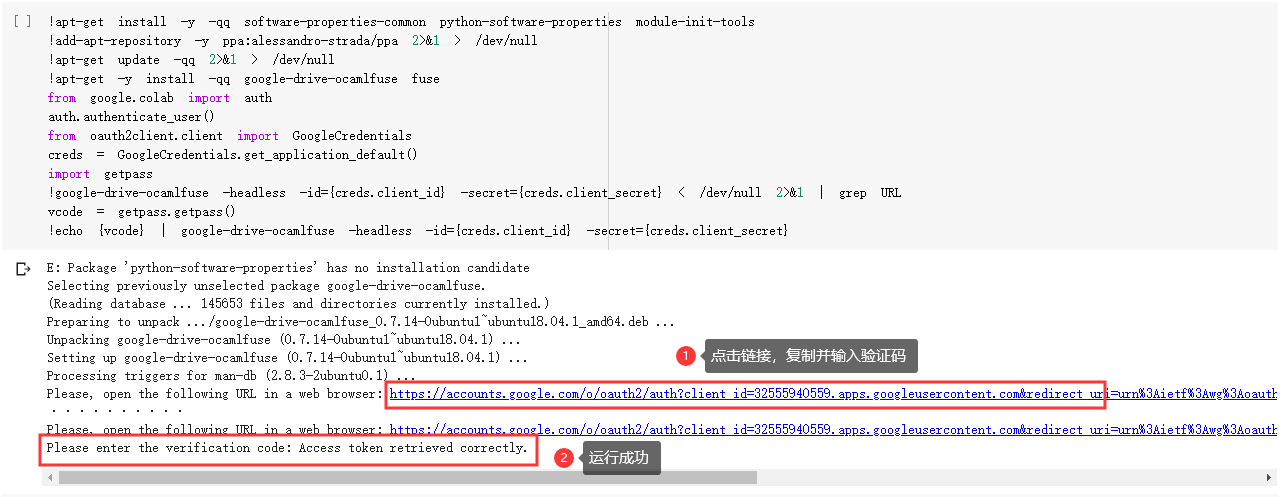 [ ] !apt-get install -y -qq software-properties-common python-software-properties module-init-tools
!add-apt-repository -y ppa:alessandro-strada/ppa 2>&1 > /dev/null
!apt-get update -qq 2>&1 > /dev/null
!apt-get -y install -qq google-drive-ocamlfuse fuse
from google.colab import auth
auth.authenticate_user()
from oauth2client.client import GoogleCredentials
creds = GoogleCredentials.get_application_default()
import getpass
!google-drive-ocamlfuse -headless -id={creds.client_id} -secret={creds.client_secret} < /dev/null 2>&1 | grep URL
vcode = getpass.getpass()
!echo {vcode} | google-drive-ocamlfuse -headless -id={creds.client_id} -secret={creds.client_secret}
E: Package 'python-software-properties' has no installation candidate
Selecting previously unselected package google-drive-ocamlfuse.
(Reading database ... 145653 files and directories currently installed.)
Preparing to unpack .../google-drive-ocamlfuse_0.7.14-0ubuntu1~ubuntu18.04.1_amd64.deb ...
Unpacking google-drive-ocamlfuse (0.7.14-0ubuntu1~ubuntu18.04.1) ...
Setting up google-drive-ocamlfuse (0.7.14-0ubuntu1~ubuntu18.04.1) ...
1 点击链接，复制并输入验证码
Processing triggers for man-db (2.8.3-2ubuntu0.1) ...
Please, open the following URL in a web browser: https://accounts.google.com/o/oauth2/auth?client_id=32555940559.apps.googleusercontent.com&redirect_uri=urn%3Aietf%3Awg%3Aoauth
··········
Please, open the following URL in a web browser: https://accounts.google.com/o/oauth2/auth?client_id=32555940559.apps.googleusercontent.com&redirect_uri=urn%3Aietf%3Awg%3Aoauth
Please enter the verification code: Access token retrieved correctly.
2 运行成功